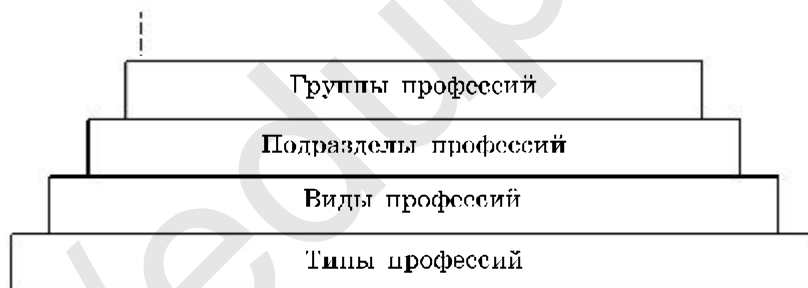 Группы профессий
Подразделы профессий
Виды профессий
Типы профессий